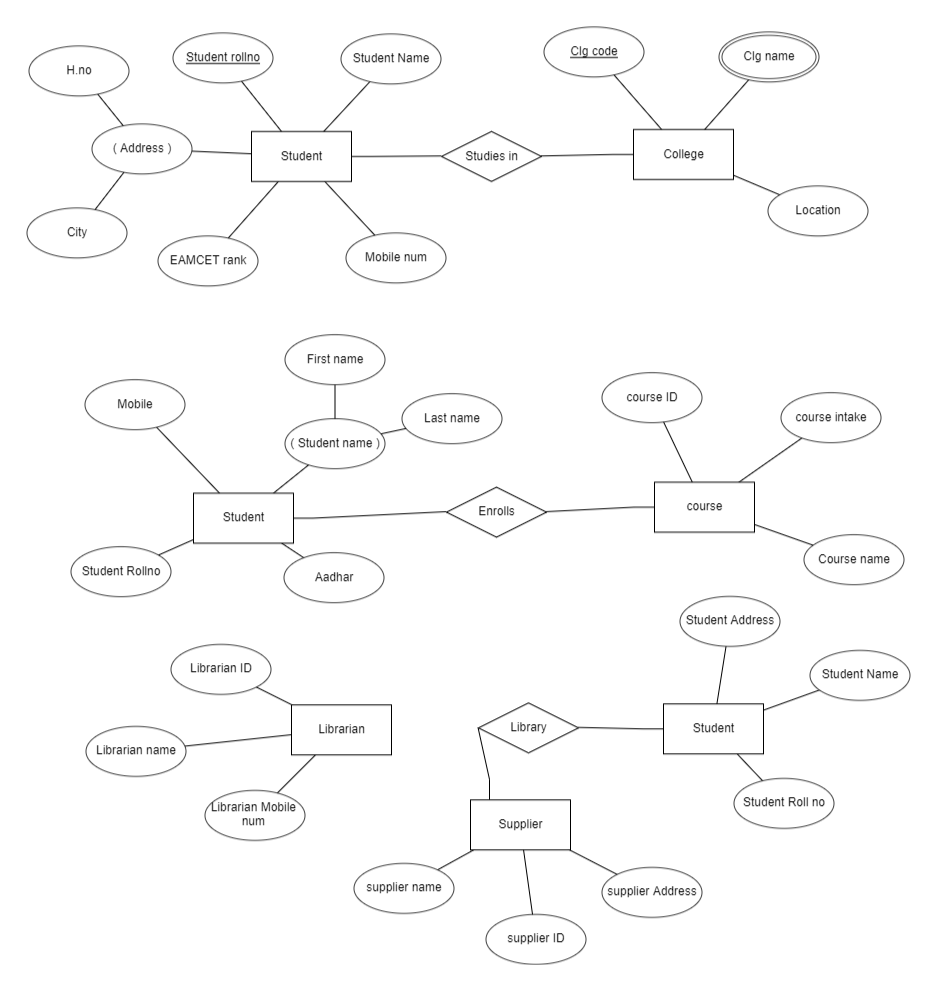 Student rollno
Student Name
Clg code
Clg name
H.no
( Address )
Student
Studies in
College
Location
City
EAMCET rank
Mobile num
First name
Mobile
Last name
( Student name )
course ID
course intake
Student
Enrolls
course
Student Rollno
Aadhar
Course name
Student Address
Librarian ID
Student Name
Librarian
Library
Student
Librarian name
Librarian Mobile
num
Student Roll no
Supplier
supplier name
supplier Address
supplier ID